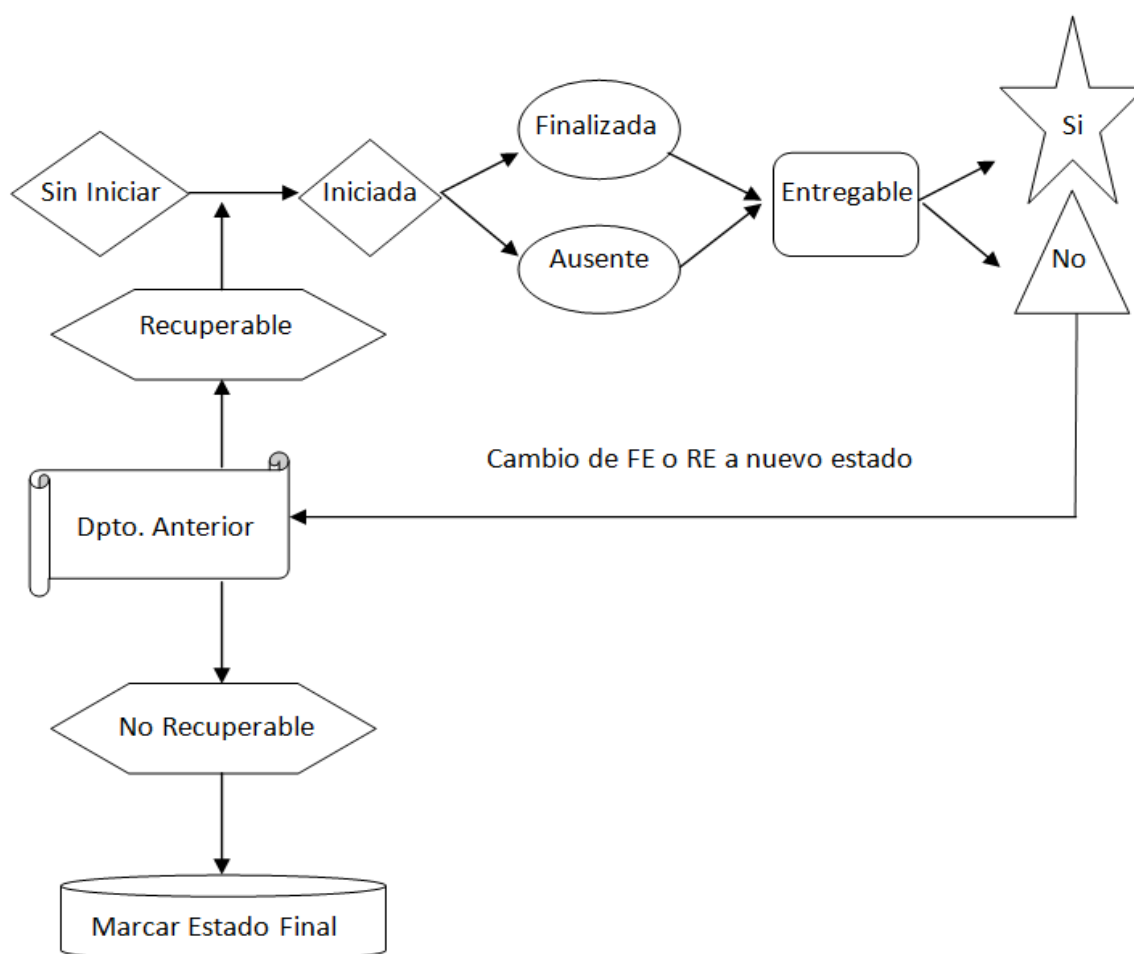 Sin Iniciar
Iniciada
Finalizada
Ausente
Entregable
Si
No
Recuperable
Cambio de FE o RE a nuevo estado
Dpto. Anterior
No Recuperable
Marcar Estado Final